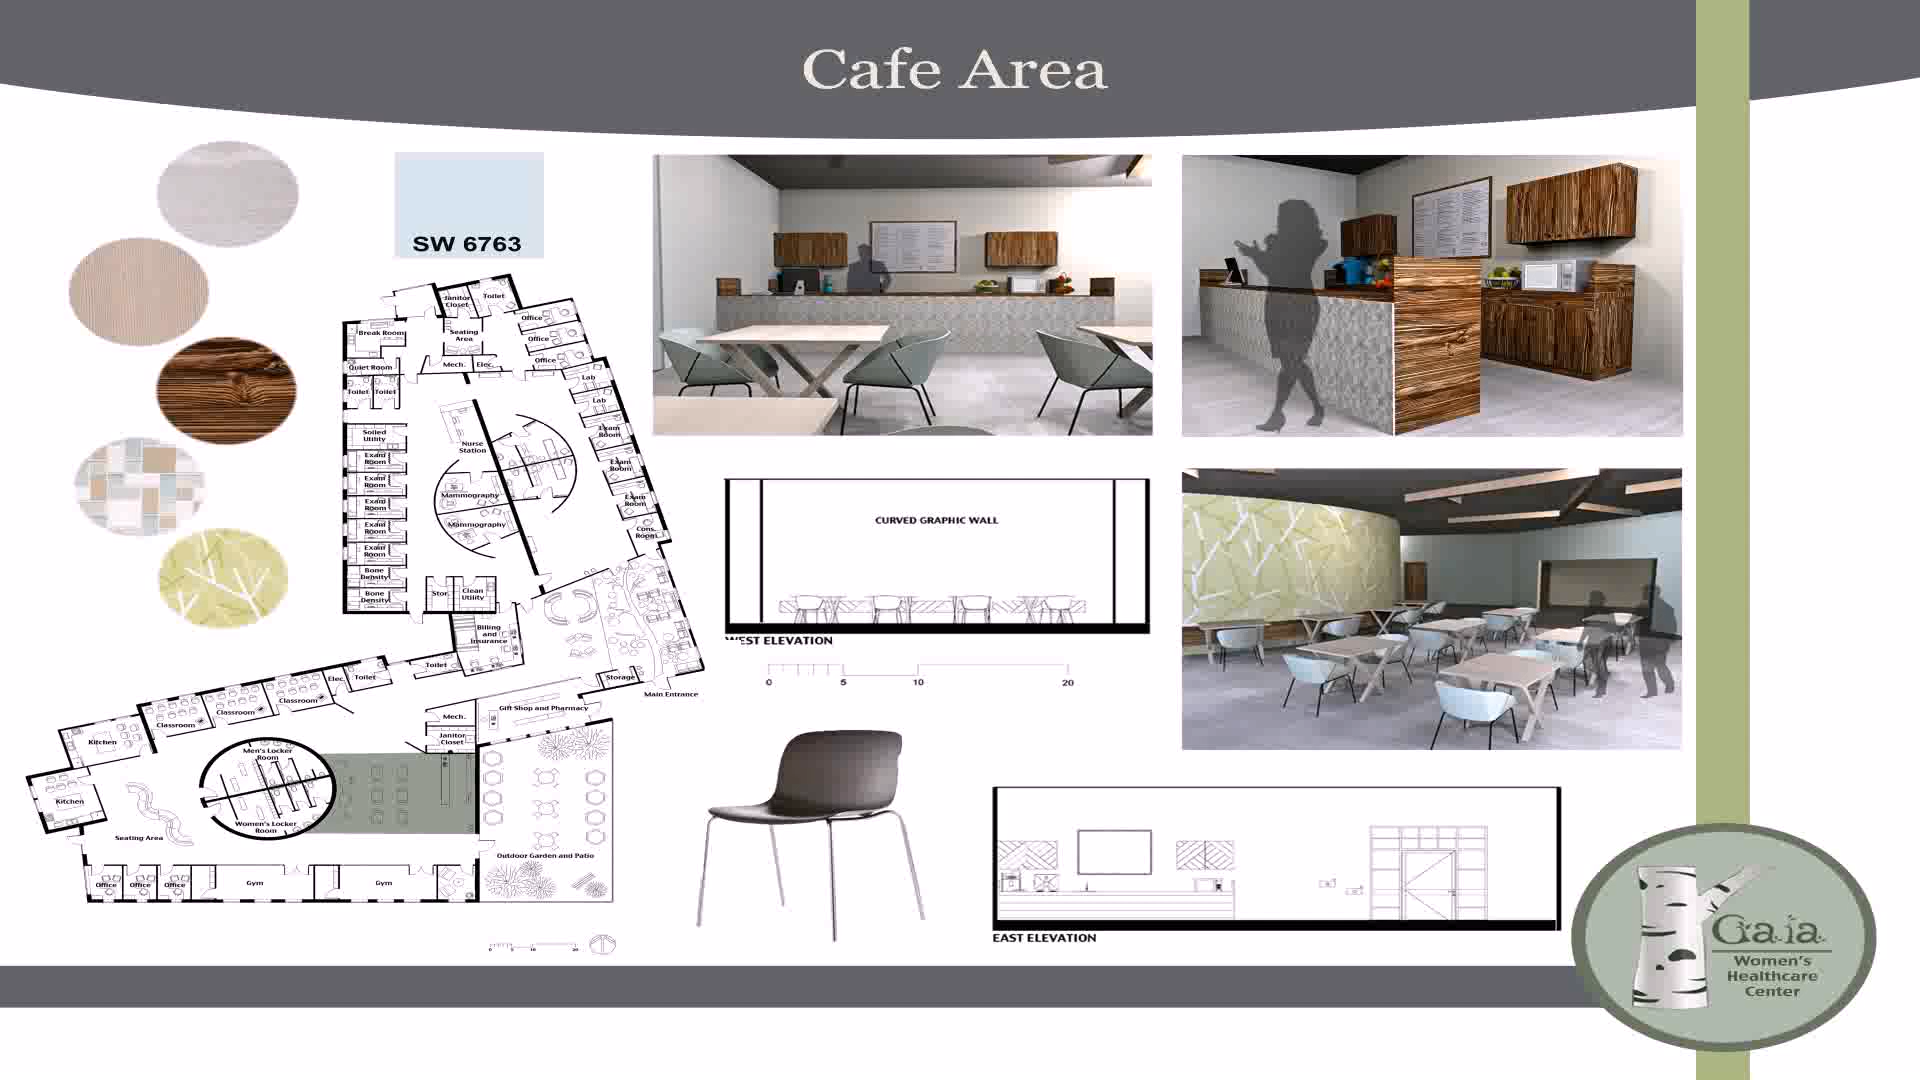 Cafe Area
SW 6763
Janitor
Closet
Toilet
Office
Break Room
Seating
Area
Office
Mech.
Elec.
Office
Quiet Room
Lab
Toilet
Toilet
Lab
Soiled
Utility
Nurse
Station
Exam
Room
Exam
Room
Exam
Room
Exam
Room
Mammography
Exam
Room
Exam
Room
Mammography
Cons.
Room
Exam
Room
Exam
Room
Bone
Density
Bone
Density
Stor.
Clean
Utility
Billing
and
Insurance
Toilet
Elec.
Toilet
Storage
Main Entrance
Classroom
Classroom
Classroom
Gift Shop and Pharmacy
Mech.
Janitor
Closet
Kitchen
Men's Locker
Room
Kitchen
Women's Locker
Room
Seating Area
Outdoor Garden and Patio
Office
Office
Office
Gym
Gym
0 5 10 20
CURVED GRAPHIC WALL
WEST ELEVATION
0 5 10 20
EAST ELEVATION
Gaia
Women's
Healthcare
Center